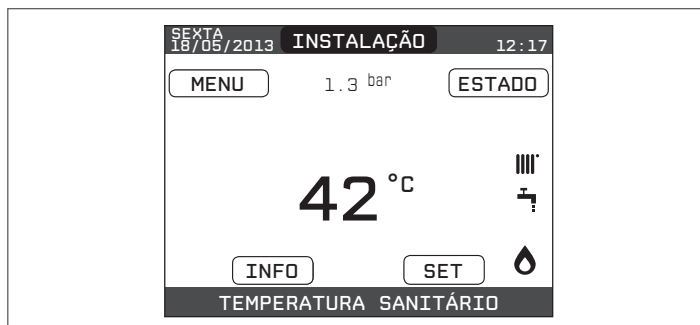 SEXTA
18/05/2013 INSTALAÇÃO 12:17
MENU 1.3 bar ESTADO
42 °C
INFO SET
TEMPERATURA SANITÁRIO